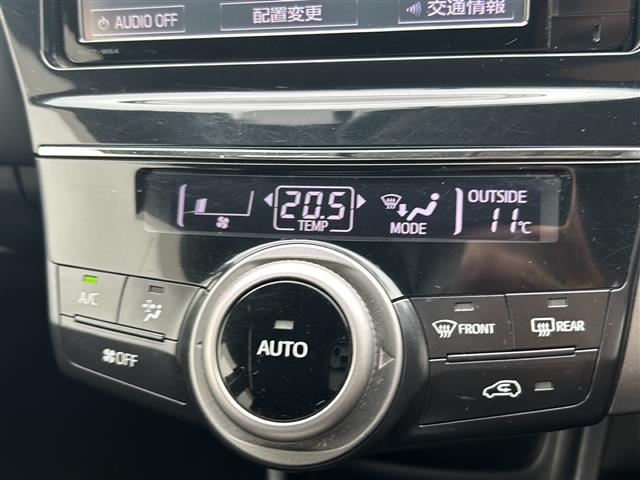 AUDIO OFF
配置変更
交通情報
20.5
TEMP
MODE
OUTSIDE
11℃
A/C
OFF
AUTO
FRONT
REAR